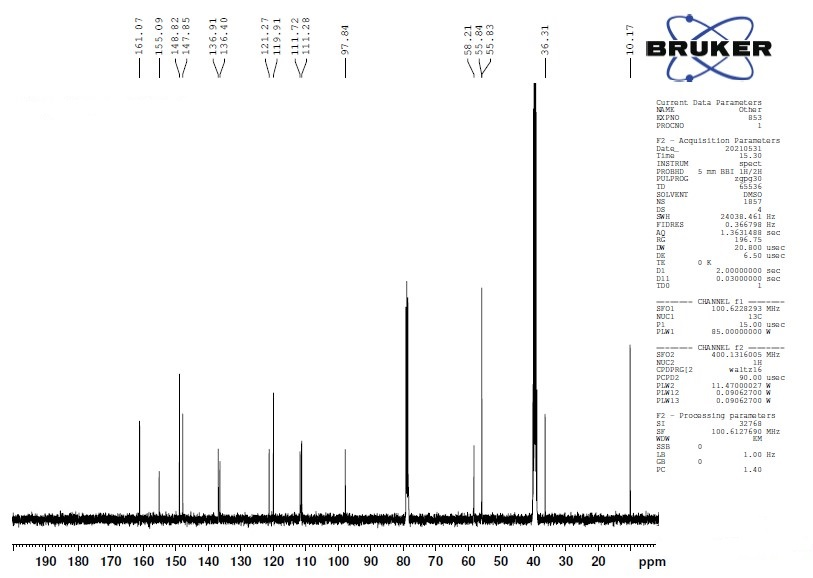 161.07
155.09
148.82
147.85
136.91
136.40
121.27
119.91
111.72
111.28
97.84
58.21
55.84
55.83
36.31
10.17
BRUKER
Current Data Parameters
NAME Other
EXPNO 853
PROCNO 1
F2 - Acquisition Parameters
Date_ 20210531
Time 15.30
INSTRUM spect
PROBHD 5 mm BBI 1H/2H
PULPROG zgpg30
TD 65536
SOLVENT DMSO
NS 1857
DS 4
SWH 24038.461 Hz
FIDRES 0.366798 Hz
AQ 1.3631488 sec
RG 196.75
DW 20.800 usec
DE 6.50 usec
TE 0 K
D1 2.00000000 sec
D11 0.03000000 sec
TD0 1
======== CHANNEL f1 ========
SFO1 100.6228293 MHz
NUC1 13C
P1 15.00 usec
PLW1 85.00000000 W
======== CHANNEL f2 ========
SFO2 400.1316005 MHz
NUC2 1H
CPDPRG[2 waltz16
PCPD2 90.00 usec
PLW2 11.47000027 W
PLW12 0.09062700 W
PLW13 0.09062700 W
F2 - Processing parameters
SI 32768
SF 100.6127690 MHz
WDW EM
SSB 0
LB 1.00 Hz
GB 0
PC 1.40
190 180 170 160 150 140 130 120 110 100 90 80 70 60 50 40 30 20 ppm